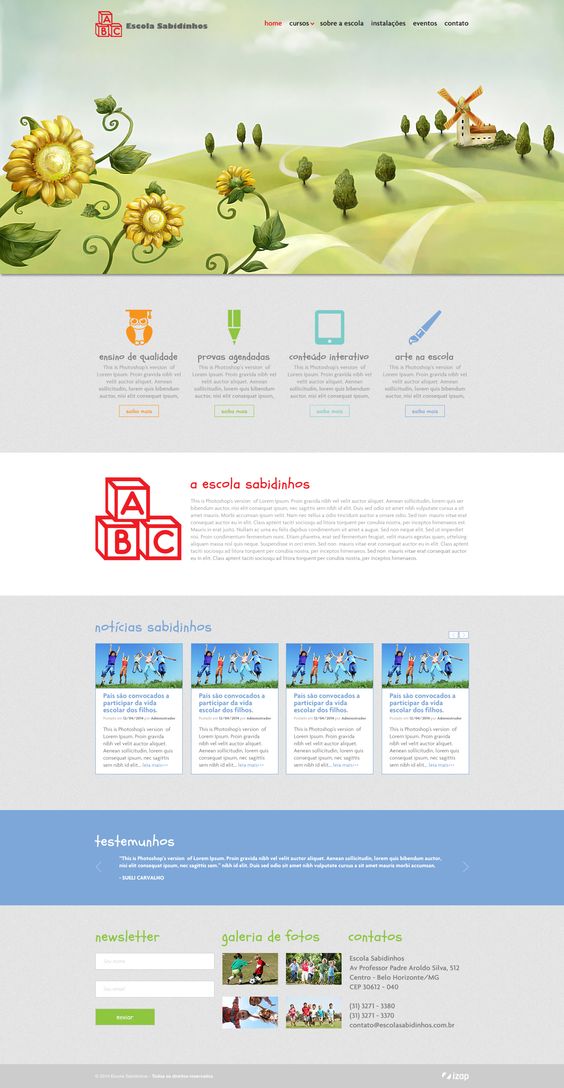 A
B C
Escola Sabidinhos
home cursos sobre a escola instalações eventos contato
ensino de qualidade
This is Photoshop's version of
Lorem Ipsum. Proin gravida nibh vel
velit auctor aliquet. Aenean
sollicitudin, lorem quis bibendum
auctor, nisi elit consequat ipsum,
saiba mais
provas agendadas
This is Photoshop's version of
Lorem Ipsum. Proin gravida nibh vel
velit auctor aliquet. Aenean
sollicitudin, lorem quis bibendum
auctor, nisi elit consequat ipsum,
saiba mais
conteúdo interativo
This is Photoshop's version of
Lorem Ipsum. Proin gravida nibh vel
velit auctor aliquet. Aenean
sollicitudin, lorem quis bibendum
auctor, nisi elit consequat ipsum,
saiba mais
arte na escola
This is Photoshop's version of
Lorem Ipsum. Proin gravida nibh vel
velit auctor aliquet. Aenean
sollicitudin, lorem quis bibendum
auctor, nisi elit consequat ipsum,
saiba mais
A
B C
a escola sabidinhos
This is Photoshop's version of Lorem Ipsum. Proin gravida nibh vel velit auctor aliquet. Aenean sollicitudin, lorem quis
bibendum auctor, nisi elit consequat ipsum, nec sagittis sem nibh id elit. Duis sed odio sit amet nibh vulputate cursus a sit
amet mauris. Morbi accumsan ipsum velit. Nam nec tellus a odio tincidunt auctor a ornare odio. Sed non mauris vitae erat
consequat auctor eu in elit. Class aptent taciti sociosqu ad litora torquent per conubia nostra, per inceptos himenaeos.
Mauris in erat justo. Nullam ac urna eu felis dapibus condimentum sit amet a augue. Sed non neque elit. Sed ut imperdiet
nisi. Proin condimentum fermentum nunc. Etiam pharetra, erat sed fermentum feugiat, velit mauris egestas quam, ut
aliquam massa nisl quis neque. Suspendisse in orci enim. Sed non mauris vitae erat consequat auctor eu in elit. Class aptent
taciti sociosqu ad litora torquent per conubia nostra, per inceptos himenaeos. Sed non mauris vitae erat consequat auctor
eu in elit. Class aptent taciti sociosqu ad litora torquent per conubia nostra, per inceptos himenaeos.
notícias sabidinhos
Pais são convocados a
participar da vida
escolar dos filhos.
Postado em 12/04/2014 por Administrador
This is Photoshop's version of
Lorem Ipsum. Proin gravida
nibh vel velit auctor aliquet.
Aenean sollicitudin, lorem quis
consequat ipsum, nec sagittis
sem nibh id elit... leia mais>>
Pais são convocados a
participar da vida
escolar dos filhos.
Postado em 12/04/2014 por Administrador
This is Photoshop's version of
Lorem Ipsum. Proin gravida
nibh vel velit auctor aliquet.
Aenean sollicitudin, lorem quis
consequat ipsum, nec sagittis
sem nibh id elit... leia mais>>
Pais são convocados a
participar da vida
escolar dos filhos.
Postado em 12/04/2014 por Administrador
This is Photoshop's version of
Lorem Ipsum. Proin gravida
nibh vel velit auctor aliquet.
Aenean sollicitudin, lorem quis
consequat ipsum, nec sagittis
sem nibh id elit... leia mais>>
Pais são convocados a
participar da vida
escolar dos filhos.
Postado em 12/04/2014 por Administrador
This is Photoshop's version of
Lorem Ipsum. Proin gravida
nibh vel velit auctor aliquet.
Aenean sollicitudin, lorem quis
consequat ipsum, nec sagittis
sem nibh id elit... leia mais>>
testemunhos
"This is Photoshop's version of Lorem Ipsum. Proin gravida nibh vel velit auctor aliquet. Aenean sollicitudin, lorem quis bibendum auctor,
nisi elit consequat ipsum, nec sagittis sem." nibh id elit. Duis sed odio sit amet nibh vulputate cursus a sit amet mauris morbi accumsan.
- SUELI CARVALHO
newsletter
Seu nome
Seu email
enviar
galeria de fotos
contatos
Escola Sabidinhos
Av Professor Padre Aroldo Silva, 512
Centro - Belo Horizonte/MG
CEP 30612 - 040
(31) 3271 - 3380
(31) 3271 - 3370
contato@escolasabidinhos.com.br
© 2014 Escola Sabidinhos - Todos os direitos reservados
izap